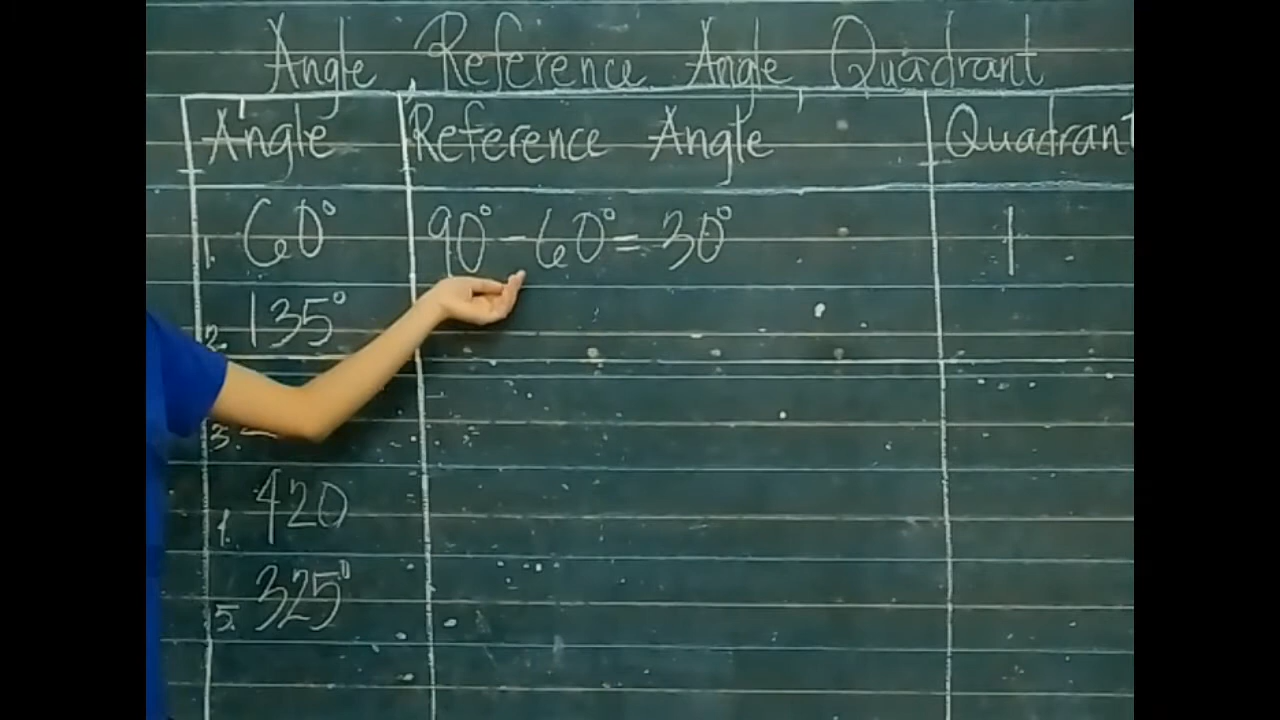 Angle, Reference Angle, Quadrant
Angle Reference Angle Quadrant
1. 60° 90° - 60° = 30° 1
2. 135°
3.
4. 420
5. 325°